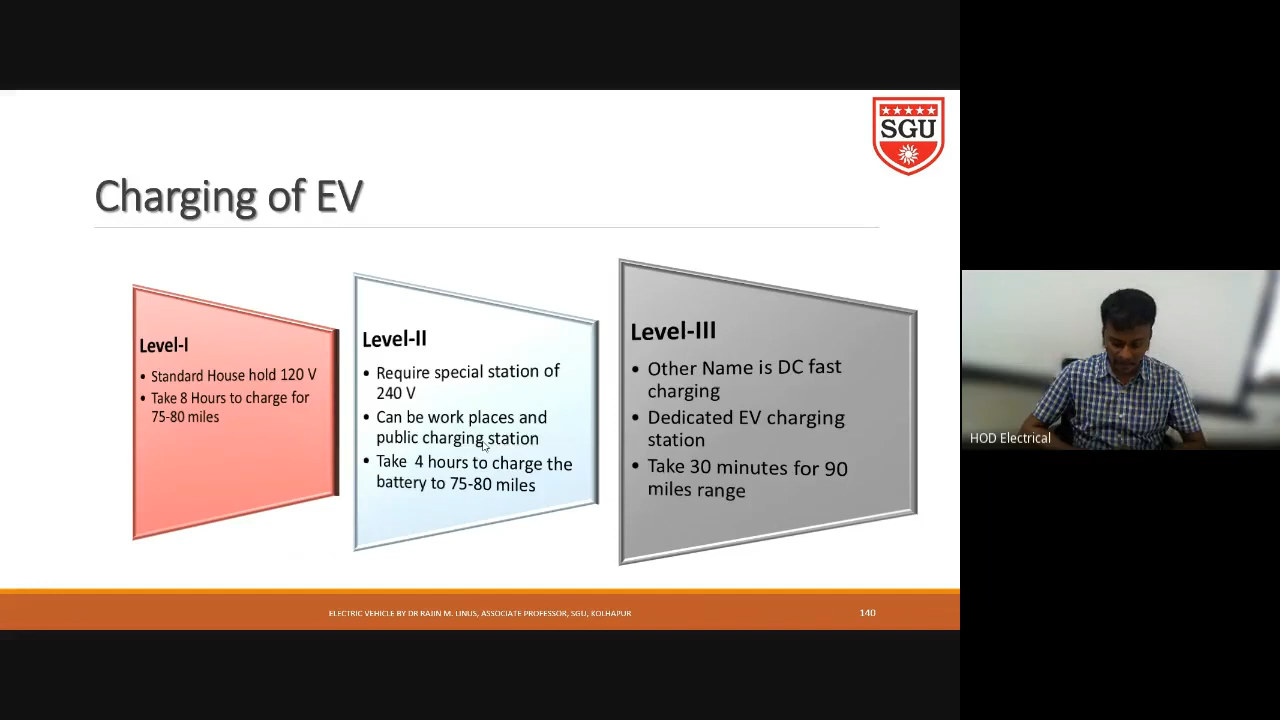 SGU
Charging of EV
Level-I
• Standard House hold 120 V
• Take 8 Hours to charge for
75-80 miles
Level-II
• Require special station of
240 V
• Can be work places and
public charging station
• Take 4 hours to charge the
battery to 75-80 miles
Level-III
• Other Name is DC fast
charging
• Dedicated EV charging
station
• Take 30 minutes for 90
miles range
HOD Electrical
ELECTRIC VEHICLE BY DR RAJIN M. LINUS, ASSOCIATE PROFESSOR, SGU, KOLHAPUR
140